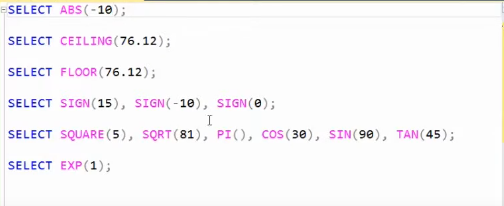 SELECT ABS(-10);
SELECT CEILING(76.12);
SELECT FLOOR(76.12);
SELECT SIGN(15), SIGN(-10), SIGN(0);
SELECT SQUARE(5), SQRT(81), PI(), COS(30), SIN(90), TAN(45);
SELECT EXP(1);